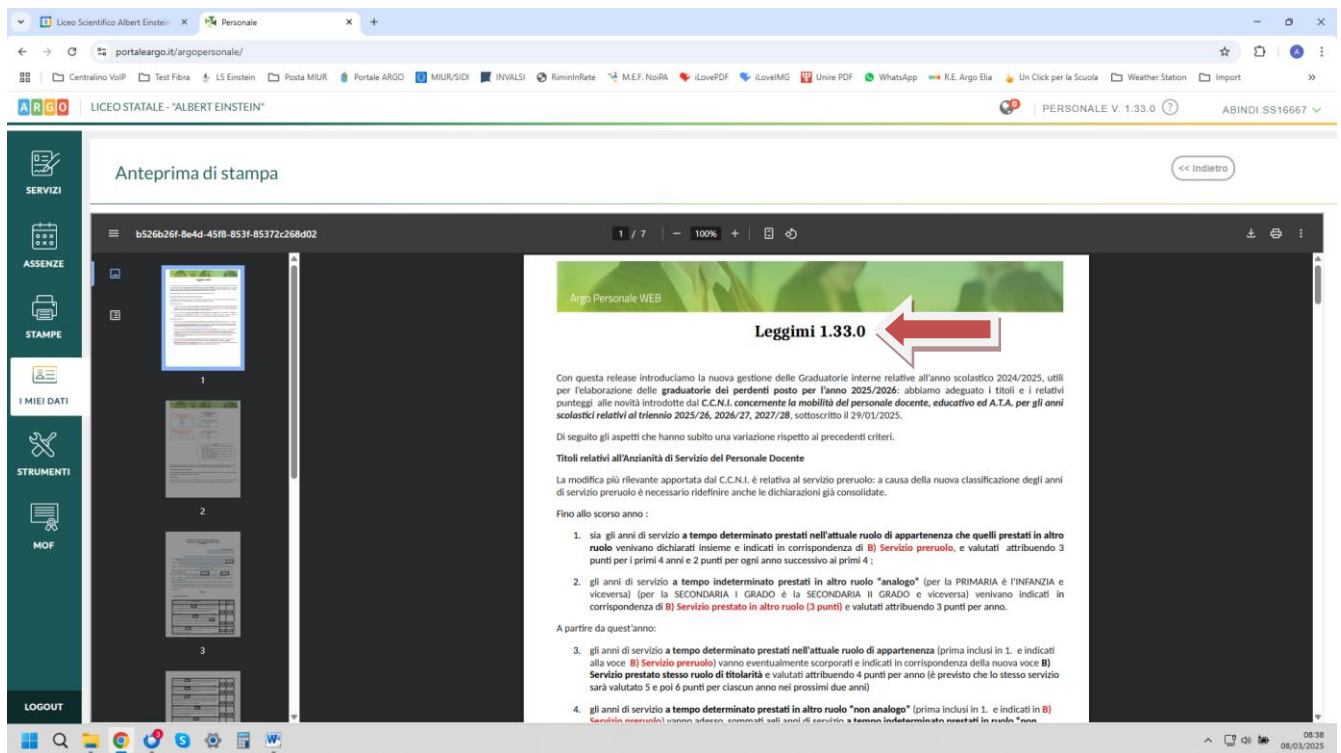 Liceo Scientifico Albert Einstein
Personale
portaleargo.it/argopersonale/
Centralino VoIP
Test Fibra
LS Einstein
Posta MIUR
Portale ARGO
MIUR/SIDI
INVALSI
RiminInRete
M.E.F. NoiPA
iLovePDF
iLoveIMG
Unire PDF
WhatsApp
R.E. Argo Elia
Un Click per la Scuola
Weather Station
Import
»
ARGO
LICEO STATALE - "ALBERT EINSTEIN"
PERSONALE V. 1.33.0
ABINDI.SS16667
SERVIZI
ASSENZE
STAMPE
I MIEI DATI
STRUMENTI
MOF
LOGOUT
Anteprima di stampa
<< Indietro
b526b26f-8e4d-45f8-853f-85372c268d02
1 / 7
100%
1
2
3
Argo Personale WEB
Leggimi 1.33.0
Con questa release introduciamo la nuova gestione delle Graduatorie interne relative all'anno scolastico 2024/2025, utili
per l'elaborazione delle graduatorie dei perdenti posto per l'anno 2025/2026: abbiamo adeguato i titoli e i relativi
punteggi alle novità introdotte dal C.C.N.I. concernente la mobilità del personale docente, educativo ed A.T.A. per gli anni
scolastici relativi al triennio 2025/26, 2026/27, 2027/28, sottoscritto il 29/01/2025.
Di seguito gli aspetti che hanno subito una variazione rispetto ai precedenti criteri.
Titoli relativi all'Anzianità di Servizio del Personale Docente
La modifica più rilevante apportata dal C.C.N.I. è relativa al servizio preruolo: a causa della nuova classificazione degli anni
di servizio preruolo è necessario ridefinire anche le dichiarazioni già consolidate.
Fino allo scorso anno :
1. sia gli anni di servizio a tempo determinato prestati nell'attuale ruolo di appartenenza che quelli prestati in altro
ruolo venivano dichiarati insieme e indicati in corrispondenza di B) Servizio preruolo, e valutati attribuendo 3
punti per i primi 4 anni e 2 punti per ogni anno successivo ai primi 4 ;
2. gli anni di servizio a tempo indeterminato prestati in altro ruolo "analogo" (per la PRIMARIA è l'INFANZIA e
viceversa) (per la SECONDARIA I GRADO è la SECONDARIA II GRADO e viceversa) venivano indicati in
corrispondenza di B) Servizio prestato in altro ruolo (3 punti) e valutati attribuendo 3 punti per anno.
A partire da quest'anno:
3. gli anni di servizio a tempo determinato prestati nell'attuale ruolo di appartenenza (prima inclusi in 1. e indicati
alla voce B) Servizio preruolo) vanno eventualmente scorporati e indicati in corrispondenza della nuova voce B)
Servizio prestato stesso ruolo di titolarità e valutati attribuendo 4 punti per anno (è previsto che lo stesso servizio
sarà valutato 5 e poi 6 punti per ciascun anno nei prossimi due anni)
4. gli anni di servizio a tempo determinato prestati in altro ruolo "non analogo" (prima inclusi in 1. e indicati in B)
Servizio preruolo) vanno adesso sommati agli anni di servizio a tempo indeterminato prestati in ruolo "non
08:38
08/03/2025